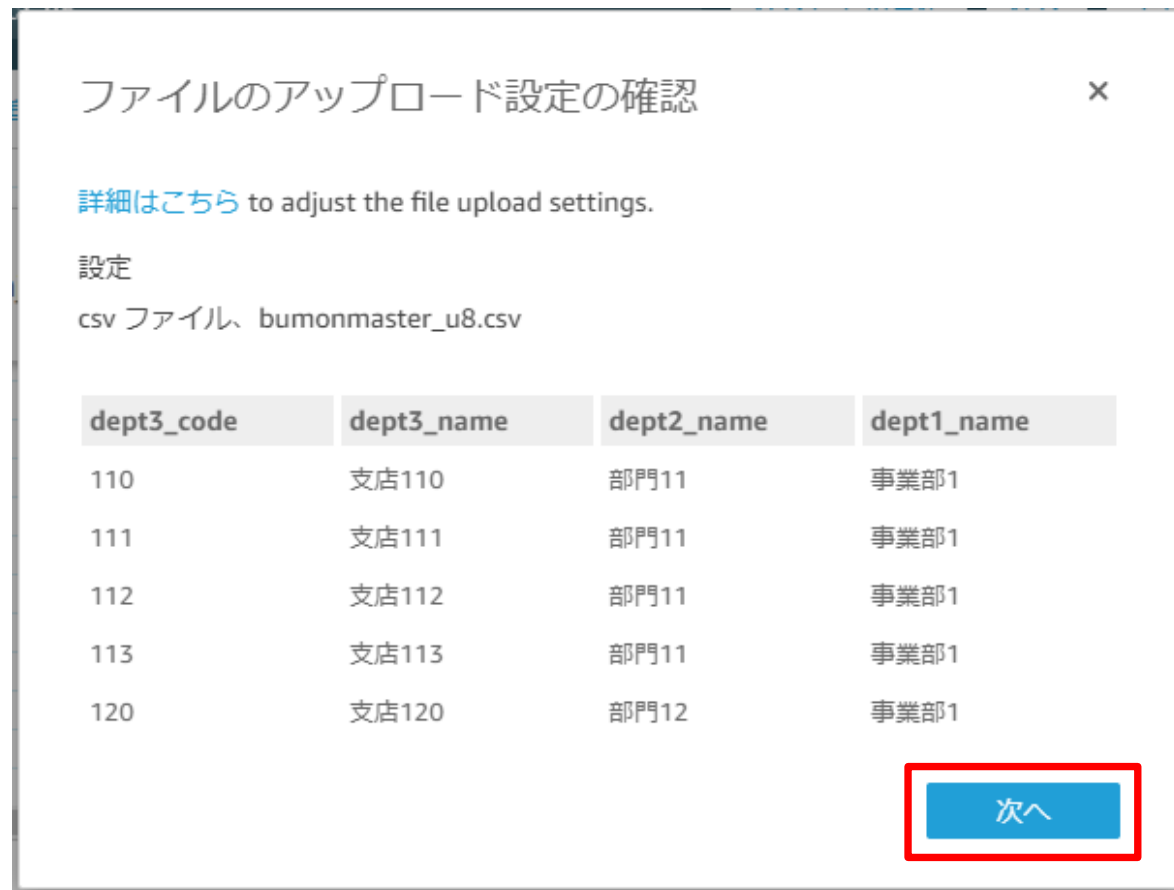 ファイルのアップロード設定の確認 ×
詳細はこちら to adjust the file upload settings.
設定
csv ファイル、bumonmaster_u8.csv
dept3_code dept3_name dept2_name dept1_name
110 支店110 部門11 事業部1
111 支店111 部門11 事業部1
112 支店112 部門11 事業部1
113 支店113 部門11 事業部1
120 支店120 部門12 事業部1
次へ